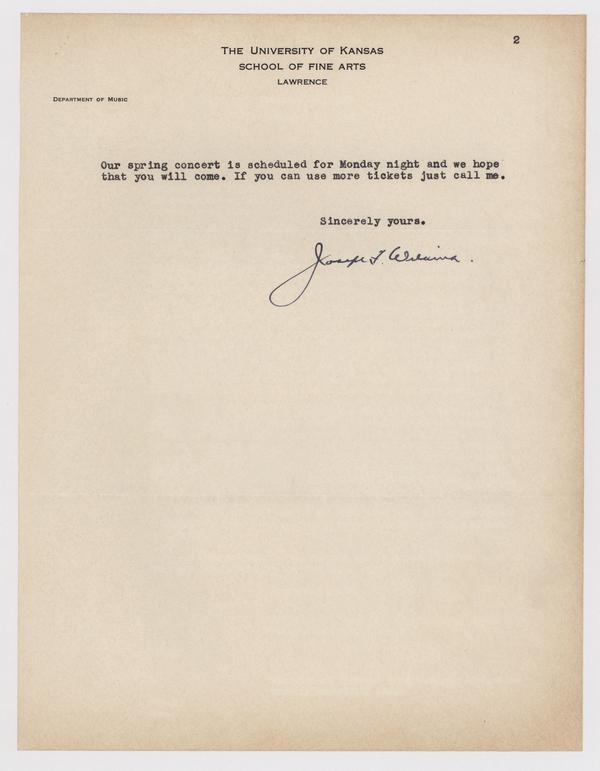 2
THE UNIVERSITY OF KANSAS
SCHOOL OF FINE ARTS
LAWRENCE
DEPARTMENT OF MUSIC
Our spring concert is scheduled for Monday night and we hope
that you will come. If you can use more tickets just call me.
Sincerely yours.
Joseph